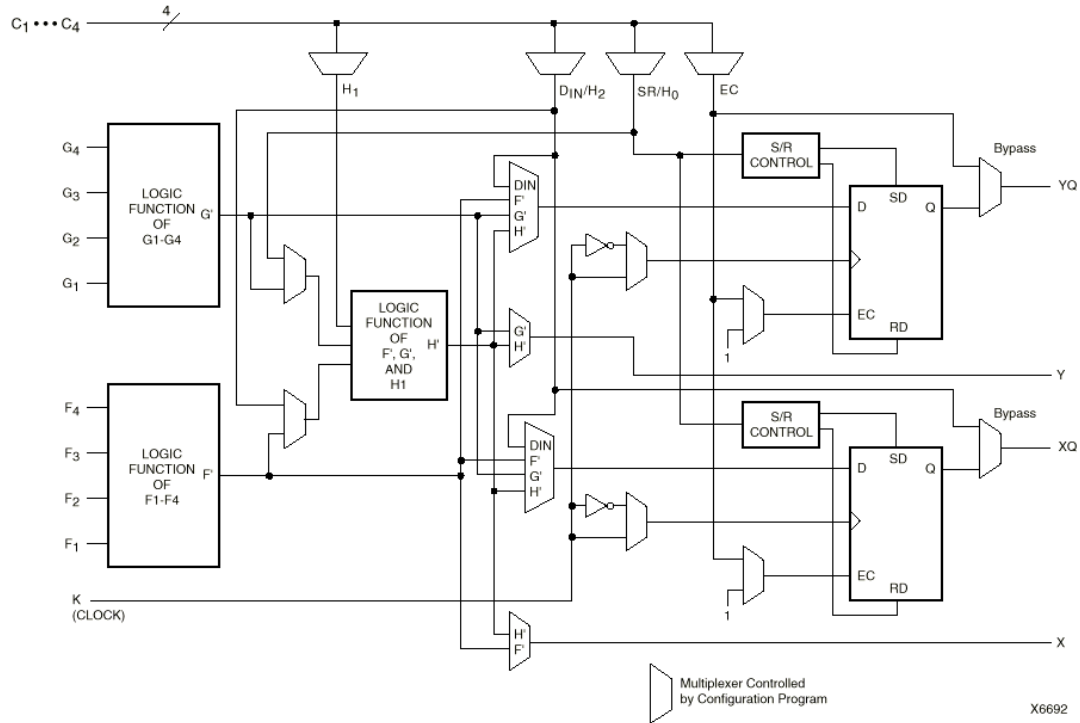 C1 ••• C4
4
H1
DIN/H2
SR/H0
EC
G4
G3
G2
G1
LOGIC
FUNCTION
OF
G1-G4
G'
DIN
F'
G'
H'
S/R
CONTROL
Bypass
D
SD
Q
YQ
EC
RD
1
LOGIC
FUNCTION
OF
F', G',
AND
H1
H'
G'
H'
Y
F4
F3
F2
F1
LOGIC
FUNCTION
OF
F1-F4
F'
DIN
F'
G'
H'
S/R
CONTROL
Bypass
D
SD
Q
XQ
EC
RD
1
K
(CLOCK)
H'
F'
X
Multiplexer Controlled
by Configuration Program
X6692